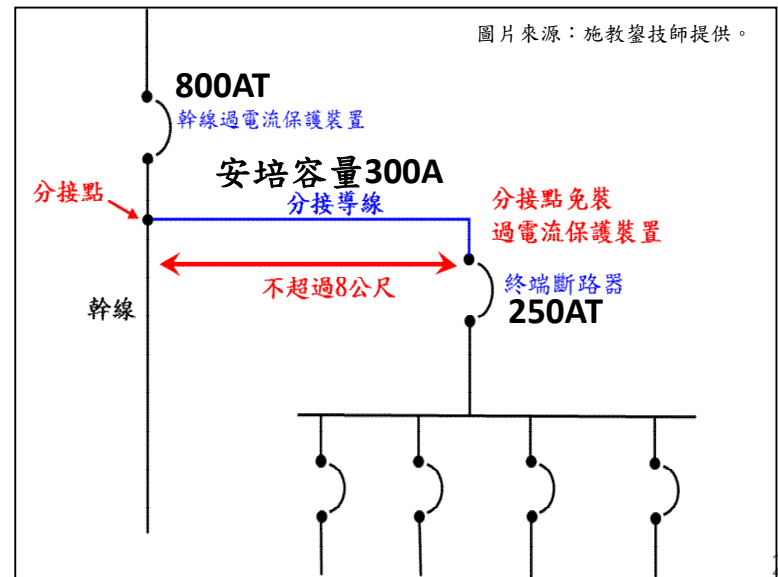 圖片來源：施教鋆技師提供。
800AT
幹線過電流保護裝置
安培容量300A
分接點
分接導線
分接點免裝
過電流保護裝置
不超過8公尺
終端斷路器
幹線
250AT